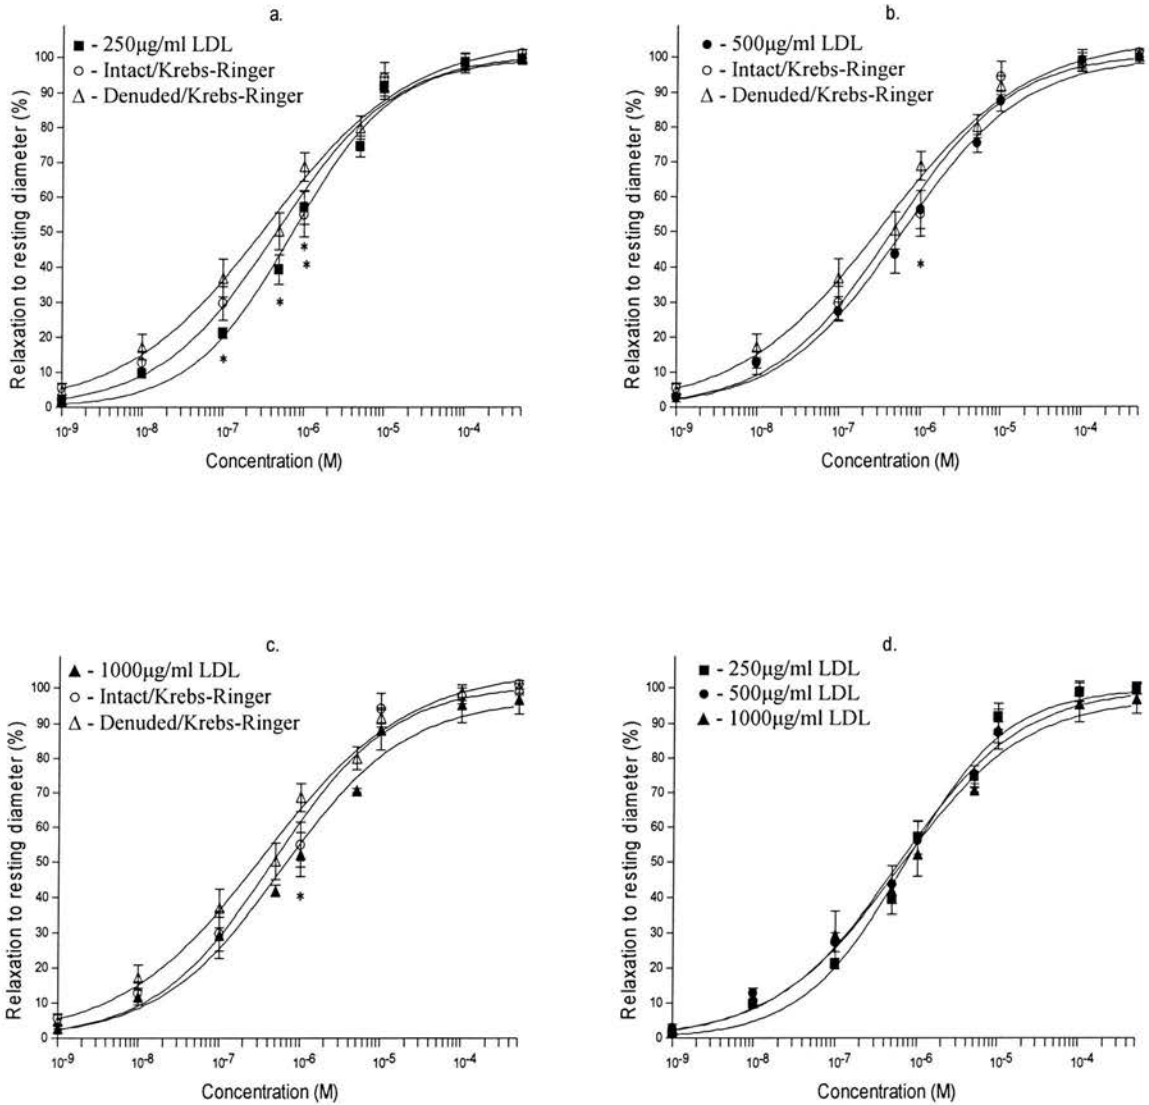 a.
■ - 250µg/ml LDL
○ - Intact/Krebs-Ringer
△ - Denuded/Krebs-Ringer
Relaxation to resting diameter (%)
100
90
80
70
60
50
40
30
20
10
0
*
*
*
*
10⁻⁹ 10⁻⁸ 10⁻⁷ 10⁻⁶ 10⁻⁵ 10⁻⁴
Concentration (M)
b.
● - 500µg/ml LDL
○ - Intact/Krebs-Ringer
△ - Denuded/Krebs-Ringer
Relaxation to resting diameter (%)
100
90
80
70
60
50
40
30
20
10
0
*
10⁻⁹ 10⁻⁸ 10⁻⁷ 10⁻⁶ 10⁻⁵ 10⁻⁴
Concentration (M)
c.
▲ - 1000µg/ml LDL
○ - Intact/Krebs-Ringer
△ - Denuded/Krebs-Ringer
Relaxation to resting diameter (%)
100
90
80
70
60
50
40
30
20
10
0
*
10⁻⁹ 10⁻⁸ 10⁻⁷ 10⁻⁶ 10⁻⁵ 10⁻⁴
Concentration (M)
d.
■ - 250µg/ml LDL
● - 500µg/ml LDL
▲ - 1000µg/ml LDL
Relaxation to resting diameter (%)
100
90
80
70
60
50
40
30
20
10
0
10⁻⁹ 10⁻⁸ 10⁻⁷ 10⁻⁶ 10⁻⁵ 10⁻⁴
Concentration (M)